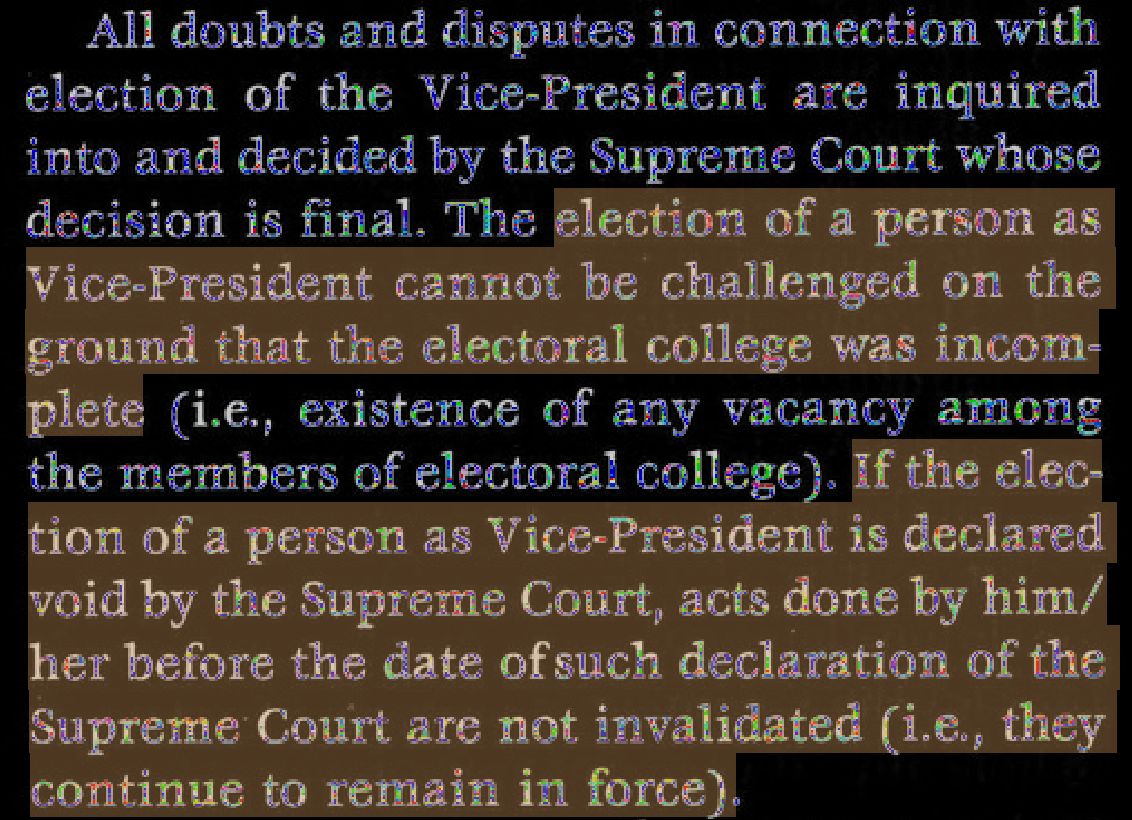 All doubts and disputes in connection with
election of the Vice-President are inquired
into and decided by the Supreme Court whose
decision is final. The election of a person as
Vice-President cannot be challenged on the
ground that the electoral college was incom-
plete (i.e., existence of any vacancy among
the members of electoral college). If the elec-
tion of a person as Vice-President is declared
void by the Supreme Court, acts done by him/
her before the date of such declaration of the
Supreme Court are not invalidated (i.e., they
continue to remain in force).